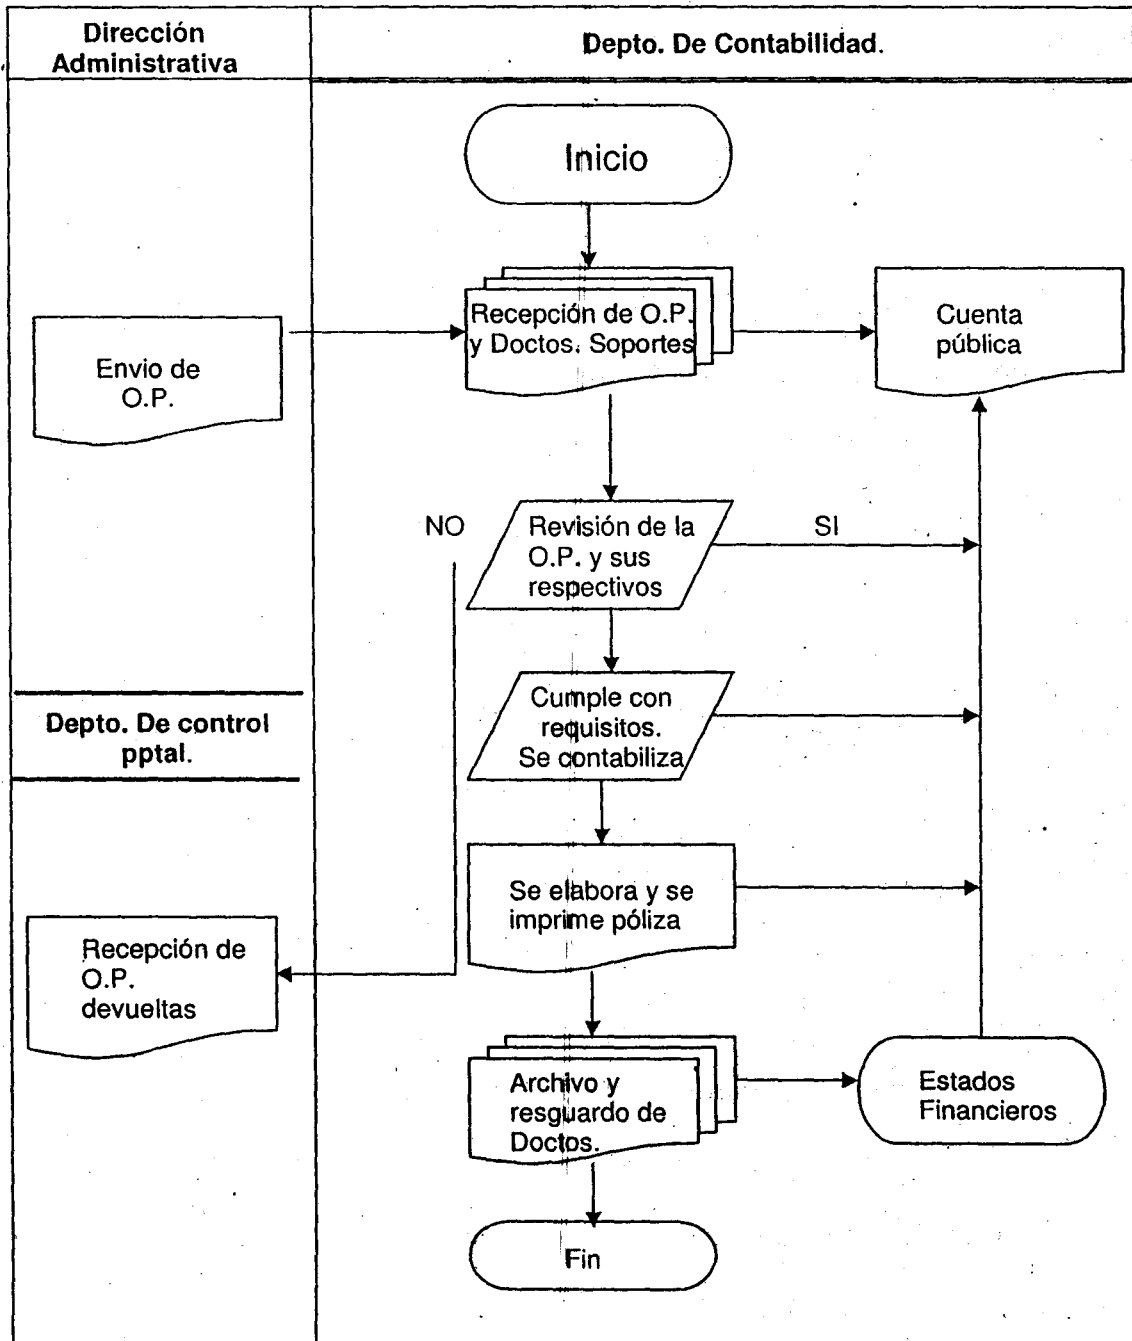 Dirección
Administrativa
Depto. De Contabilidad.
Inicio
Recepción de O.P.
y Doctos. Soportes
Cuenta
pública
Envio de
O.P.
NO
Revisión de la
O.P. y sus
respectivos
SI
Cumple con
requisitos.
Se contabiliza
Depto. De control
pptal.
Se elabora y se
imprime póliza
Recepción de
O.P.
devueltas
Archivo y
resguardo de
Doctos.
Estados
Financieros
Fin